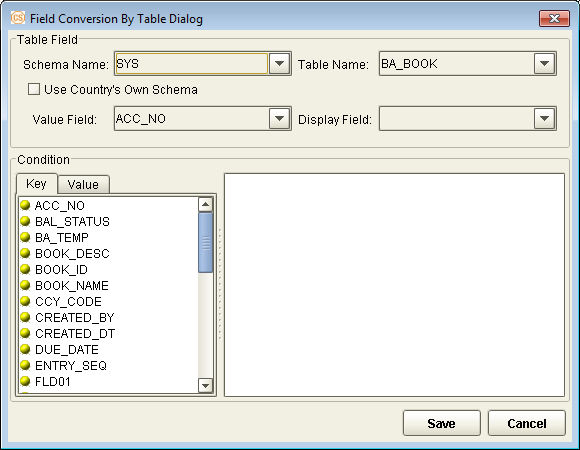 CS Field Conversion By Table Dialog
Table Field
Schema Name: SYS Table Name: BA_BOOK
Use Country's Own Schema
Value Field: ACC_NO Display Field:
Condition
Key Value
ACC_NO
BAL_STATUS
BA_TEMP
BOOK_DESC
BOOK_ID
BOOK_NAME
CCY_CODE
CREATED_BY
CREATED_DT
DUE_DATE
ENTRY_SEQ
FLD01
Save Cancel